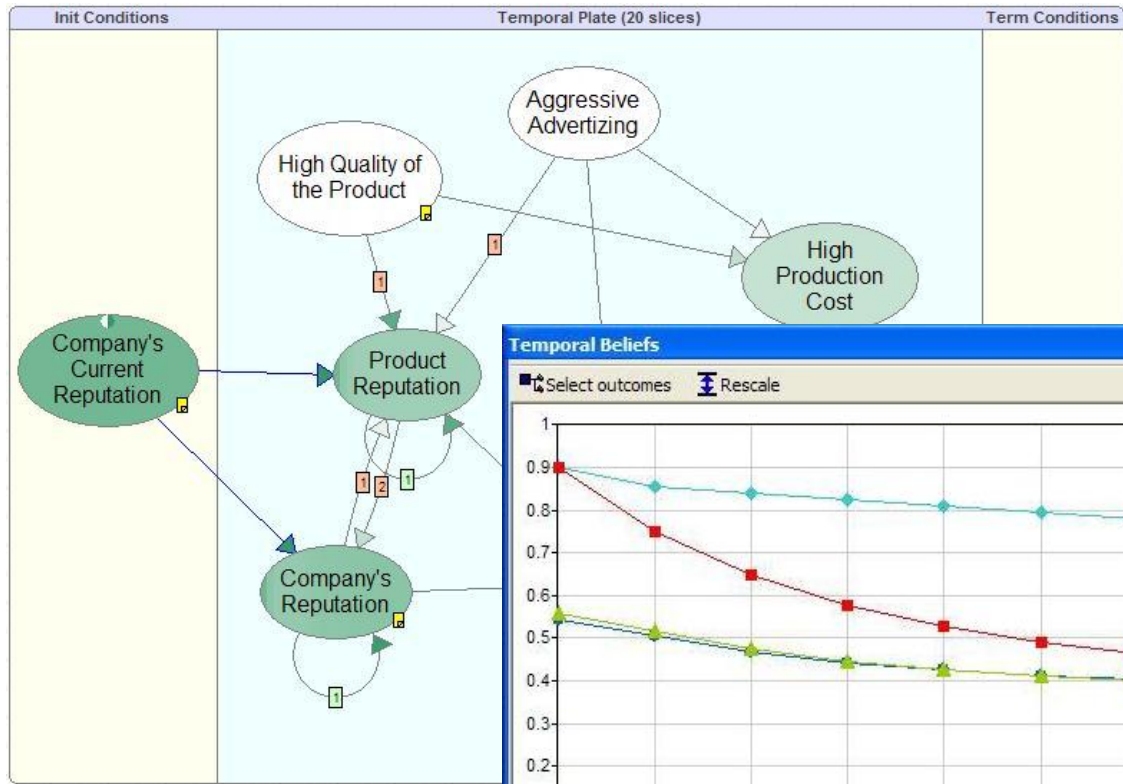 Init Conditions
Temporal Plate (20 slices)
Term Conditions
Aggressive
Advertizing
High Quality of
the Product
1
1
High
Production
Cost
Company's
Current
Reputation
Product
Reputation
1
1
2
Company's
Reputation
1
Temporal Beliefs
Select outcomes
Rescale
1
0.9
0.8
0.7
0.6
0.5
0.4
0.3
0.2